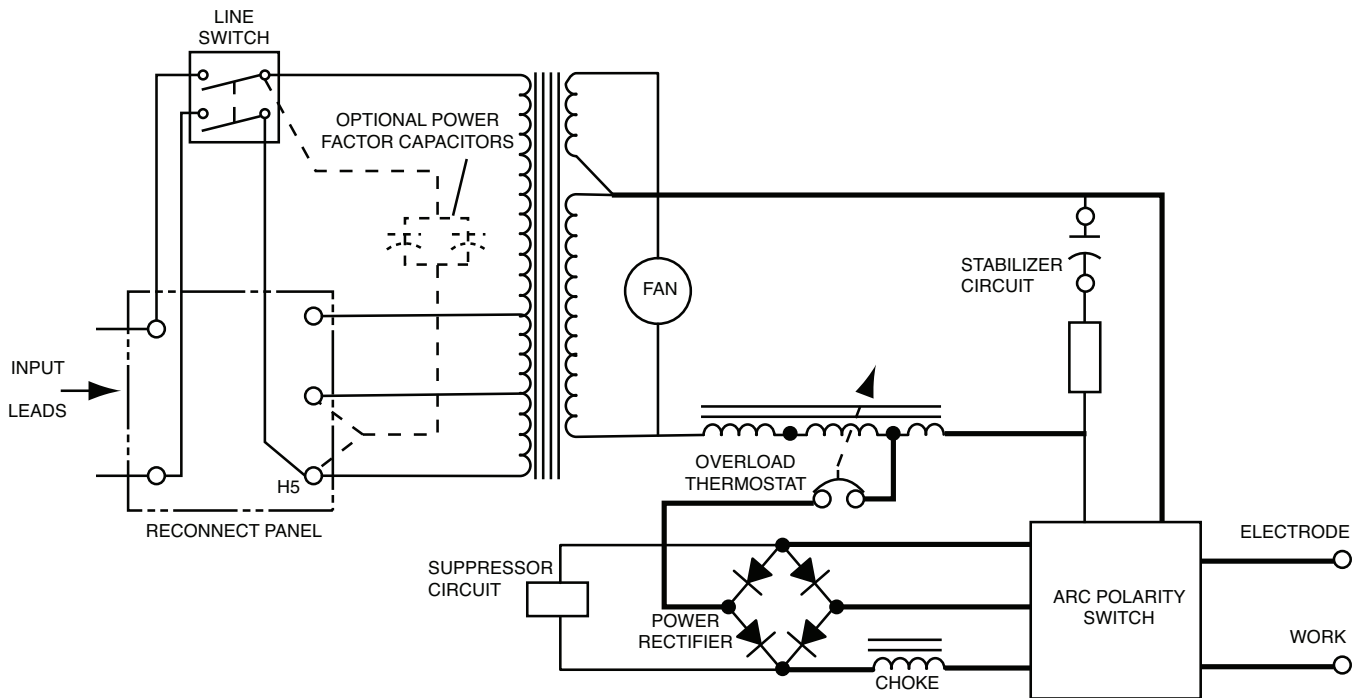 LINE
SWITCH
OPTIONAL POWER
FACTOR CAPACITORS
STABILIZER
CIRCUIT
FAN
INPUT
LEADS
H5
RECONNECT PANEL
OVERLOAD
THERMOSTAT
ELECTRODE
SUPPRESSOR
CIRCUIT
ARC POLARITY
SWITCH
POWER
RECTIFIER
WORK
CHOKE